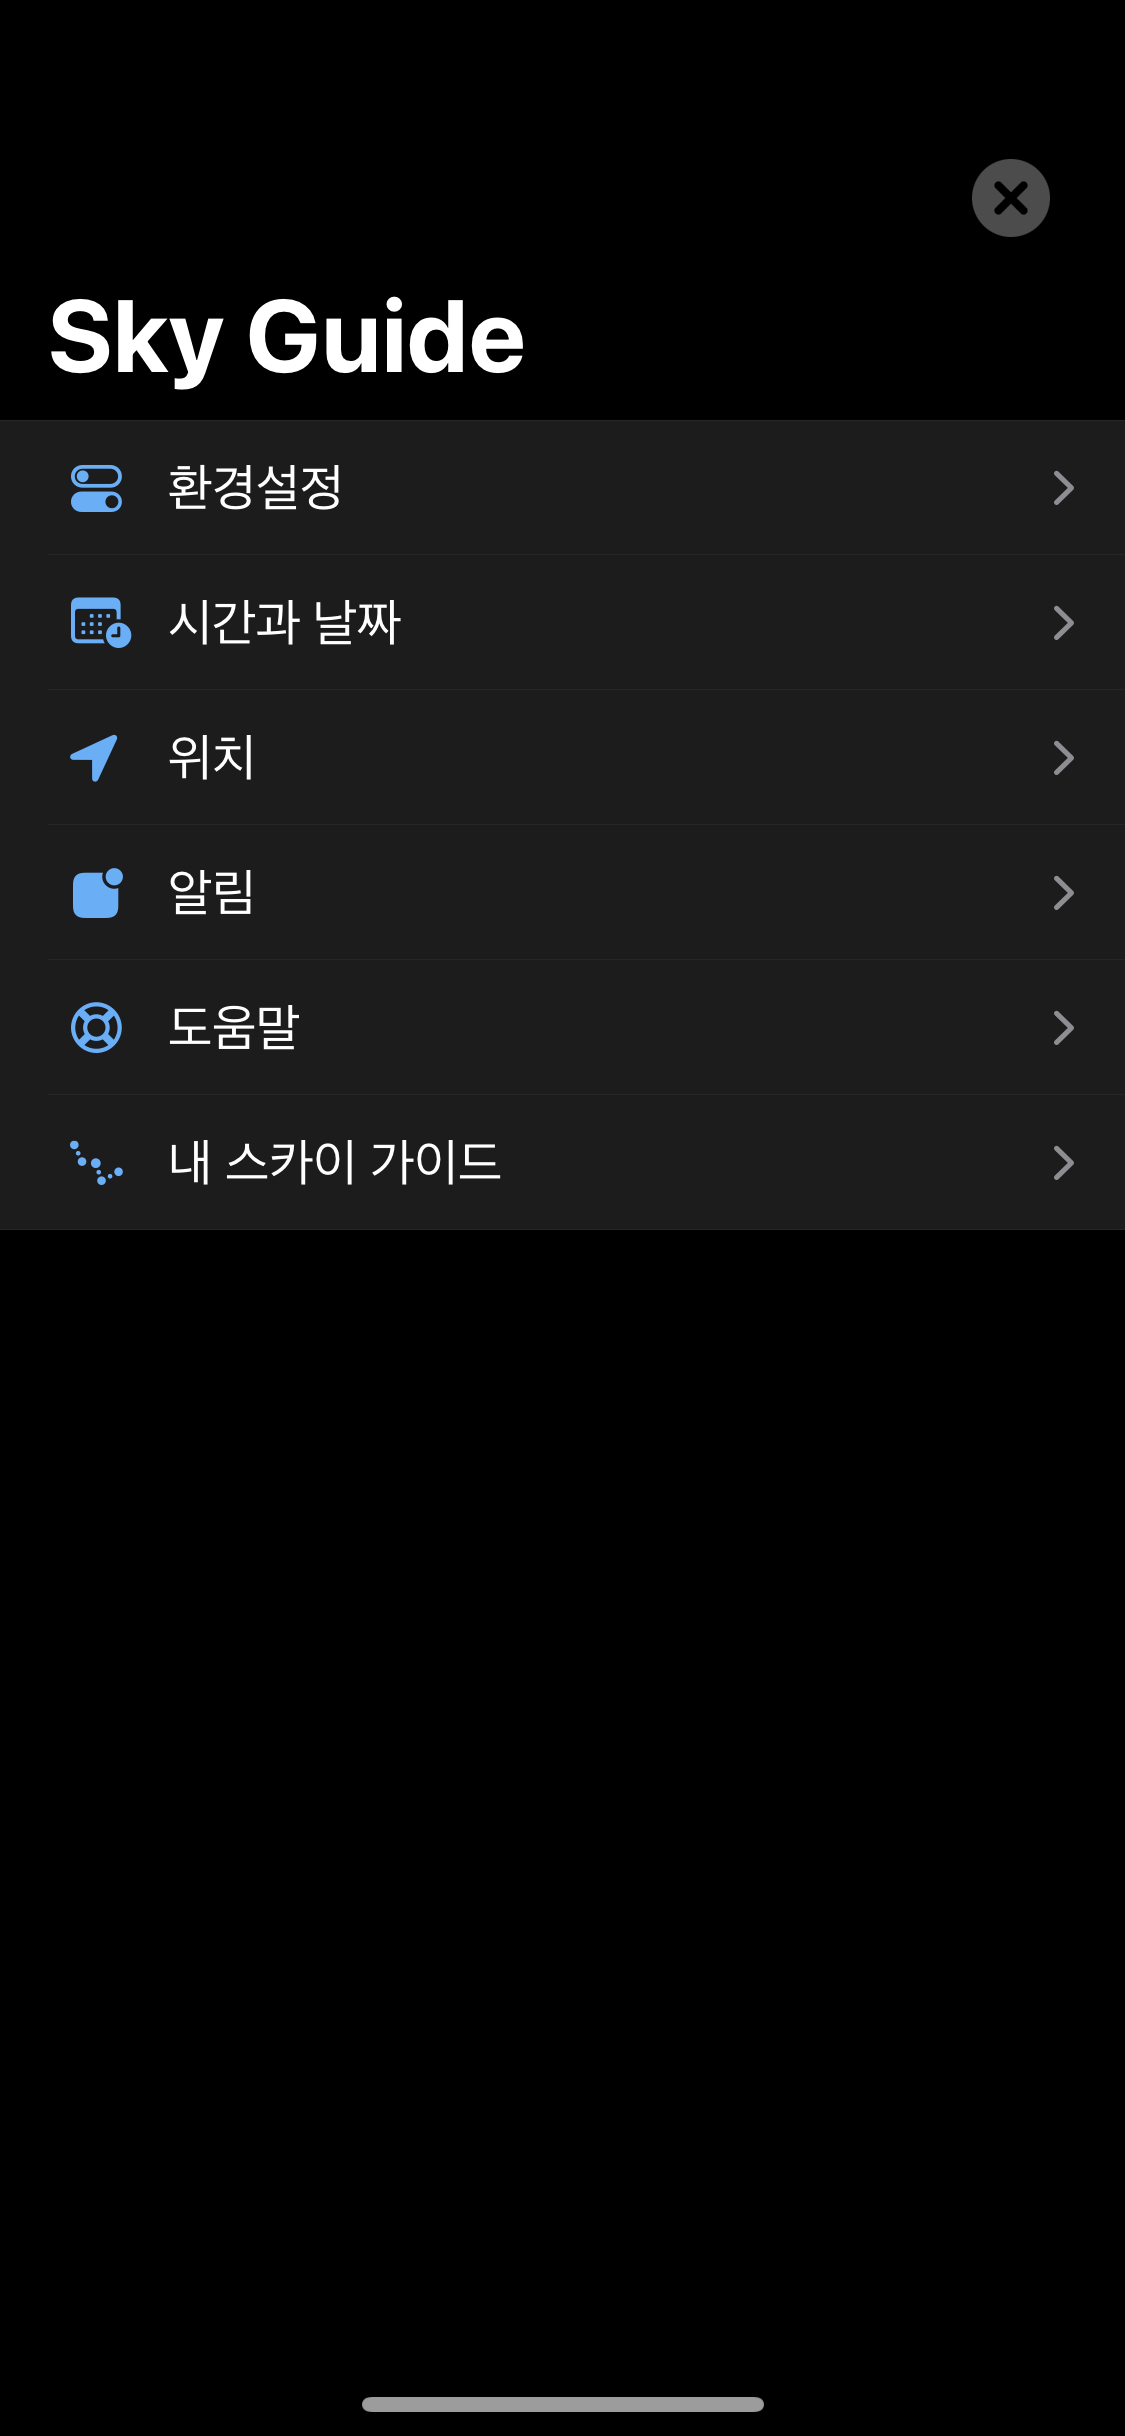 Sky Guide
환경설정
시간과 날짜
위치
알림
도움말
내 스카이 가이드